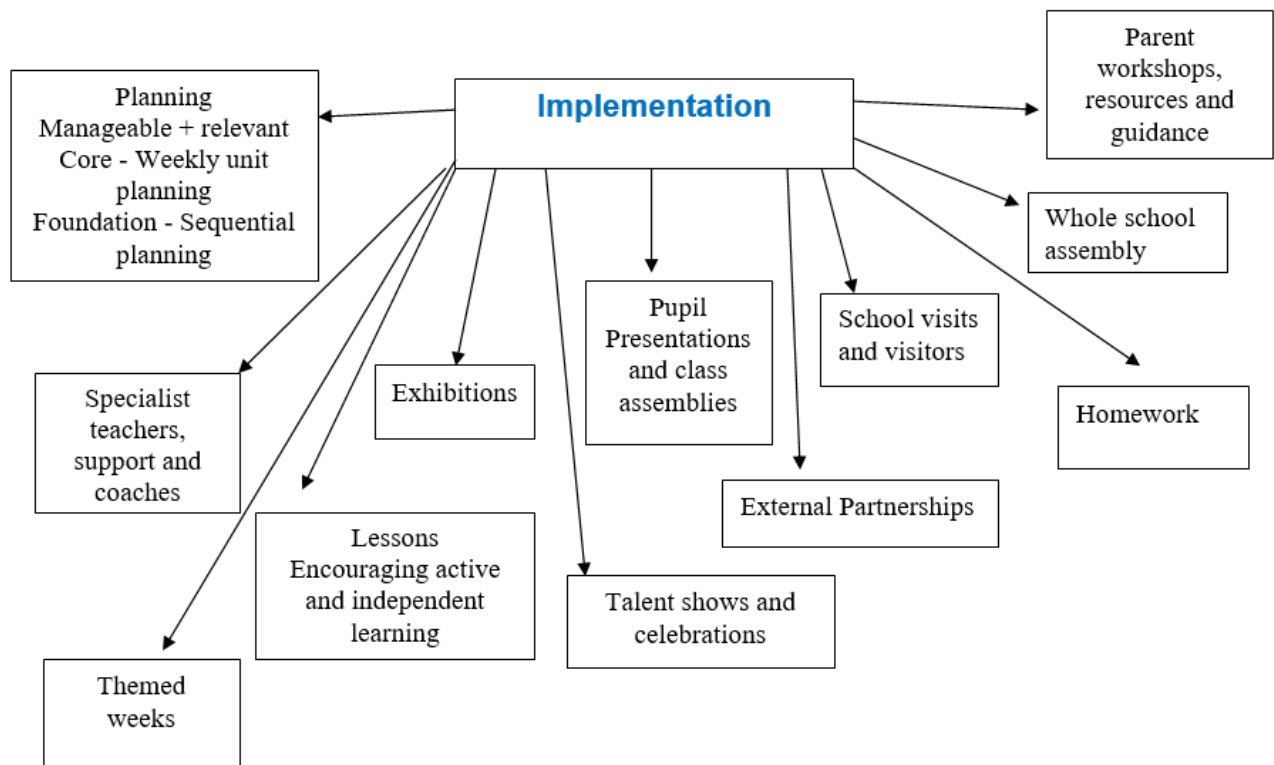 Implementation
Planning
Manageable + relevant
Core - Weekly unit
planning
Foundation - Sequential
planning
Parent
workshops,
resources and
guidance
Whole school
assembly
Pupil
Presentations
and class
assemblies
School visits
and visitors
Exhibitions
Specialist
teachers,
support and
coaches
Homework
External Partnerships
Lessons
Encouraging active
and independent
learning
Talent shows and
celebrations
Themed
weeks